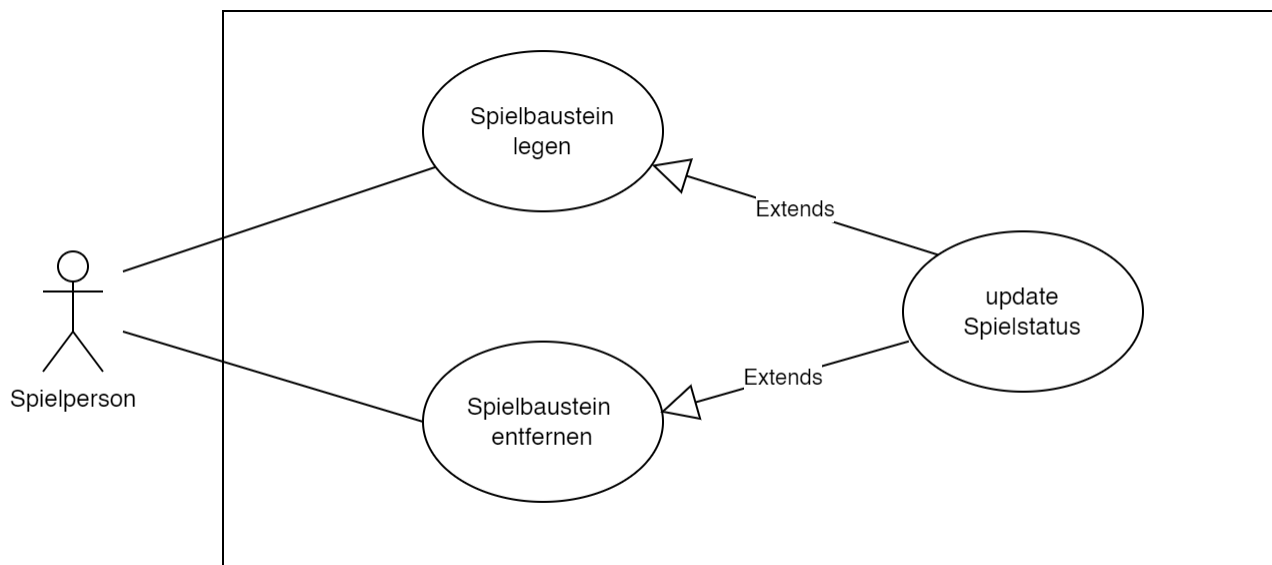 Spielbaustein
legen
Extends
update
Spielstatus
Extends
Spielperson
Spielbaustein
entfernen